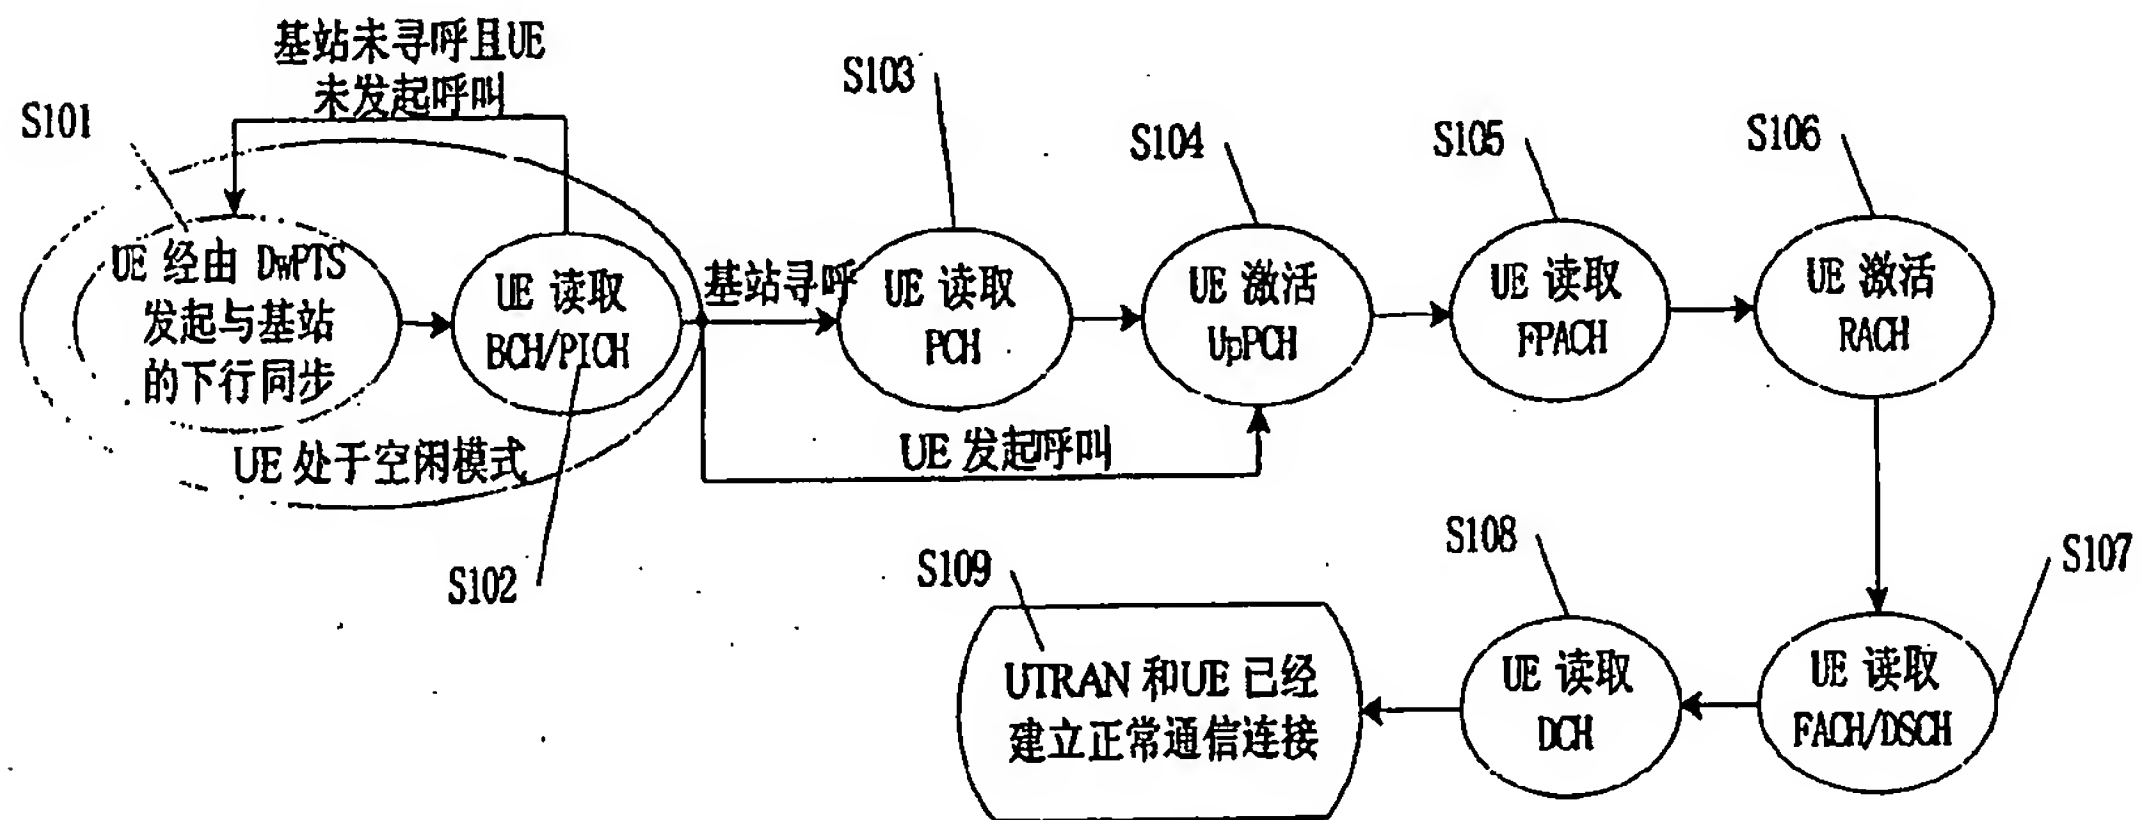 基站未寻呼且UE
未发起呼叫
S101
UE 经由 DwPTS
发起与基站
的下行同步
UE 读取
BCH/PICH
UE 处于空闲模式
S102
基站寻呼
UE 发起呼叫
S103
UE 读取
PCH
S104
UE 激活
UpPCH
S105
UE 读取
FPACH
S106
UE 激活
RACH
S107
UE 读取
FACH/DSCH
S108
UE 读取
DCH
S109
UTRAN 和UE 已经
建立正常通信连接